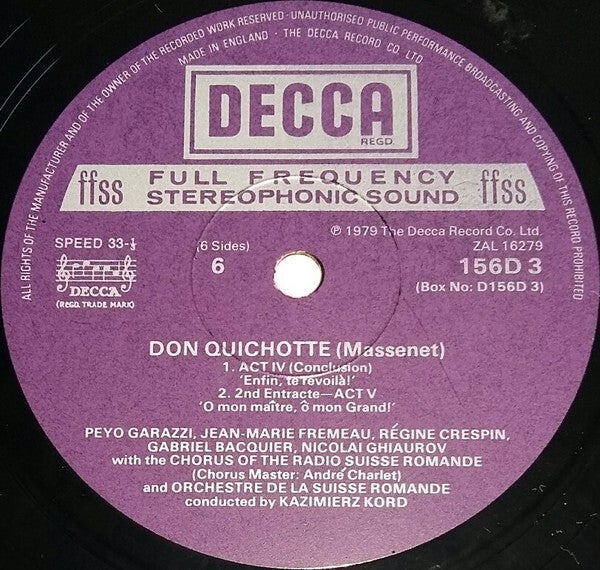 ALL RIGHTS OF THE MANUFACTURER AND OF THE OWNER OF THE RECORDED WORK RESERVED · UNAUTHORISED PUBLIC PERFORMANCE BROADCASTING AND COPYING OF THIS RECORD PROHIBITED
MADE IN ENGLAND · THE DECCA RECORD CO. LTD
DECCA
REGD.
ffss FULL FREQUENCY ffss
STEREOPHONIC SOUND
SPEED 33-⅓
(6 Sides)
6
℗ 1979 The Decca Record Co. Ltd.
ZAL 16279
156D 3
(Box No: D156D 3)
DECCA
(REGD. TRADE MARK)
DON QUICHOTTE (Massenet)
1. ACT IV (Conclusion)
'Enfin, te revoilà!'
2. 2nd Entracte—ACT V
'O mon maître, ô mon Grand!'
PEYO GARAZZI, JEAN-MARIE FREMEAU, RÉGINE CRESPIN,
GABRIEL BACQUIER, NICOLAI GHIAUROV
with the CHORUS OF THE RADIO SUISSE ROMANDE
(Chorus Master: André Charlet)
and ORCHESTRE DE LA SUISSE ROMANDE
conducted by KAZIMIERZ KORD